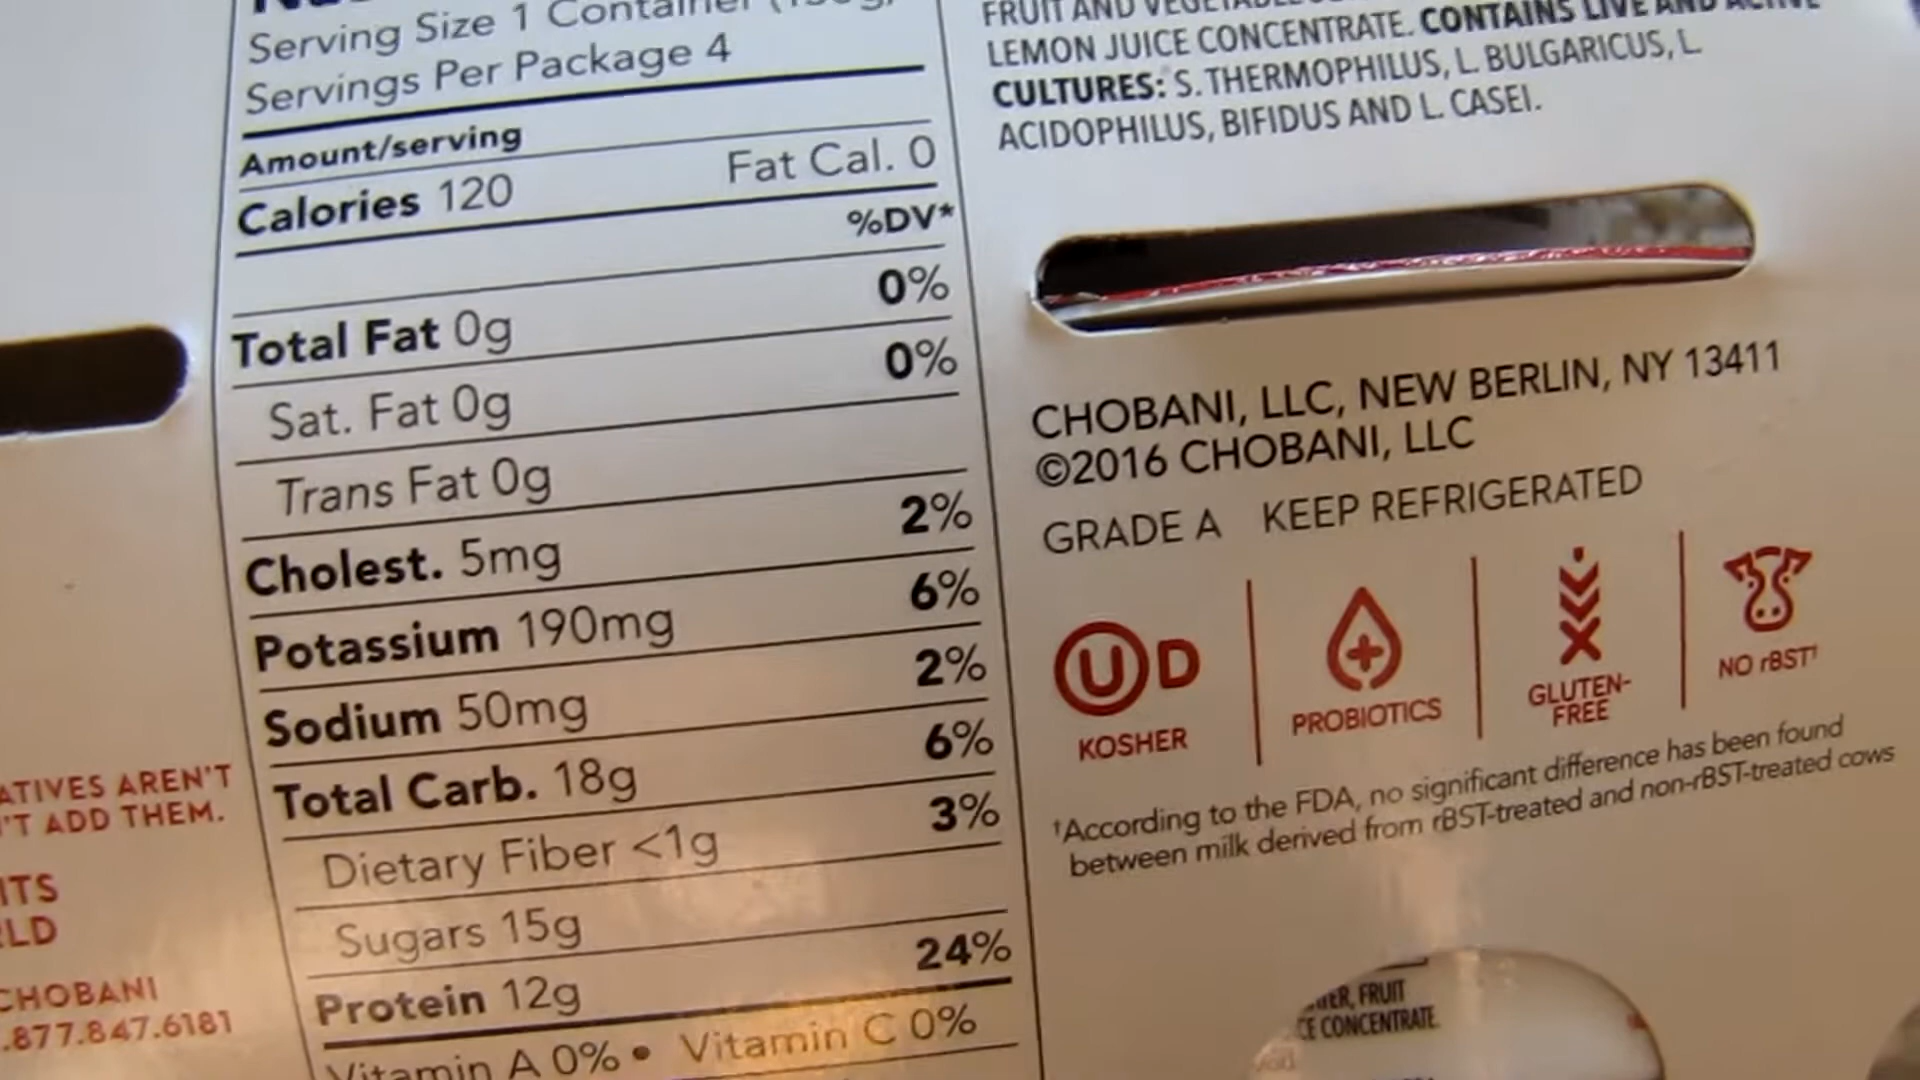 Serving Size 1 Container
Servings Per Package 4
Amount/serving
Calories 120 Fat Cal. 0
%DV*
Total Fat 0g 0%
Sat. Fat 0g 0%
Trans Fat 0g
Cholest. 5mg 2%
Potassium 190mg 6%
Sodium 50mg 2%
Total Carb. 18g 6%
Dietary Fiber <1g 3%
Sugars 15g
Protein 12g 24%
Vitamin A 0% • Vitamin C 0%
FRUIT AND
LEMON JUICE CONCENTRATE. CONTAINS LIVE AND ACTIVE
CULTURES: S. THERMOPHILUS, L. BULGARICUS, L.
ACIDOPHILUS, BIFIDUS AND L. CASEI.
CHOBANI, LLC, NEW BERLIN, NY 13411
©2016 CHOBANI, LLC
GRADE A KEEP REFRIGERATED
UD
KOSHER
PROBIOTICS
GLUTEN-
FREE
NO rBST†
†According to the FDA, no significant difference has been found
between milk derived from rBST-treated and non-rBST-treated cows
FRUIT
CONCENTRATE
AREN'T
ADD THEM.
CHOBANI
.877.847.6181